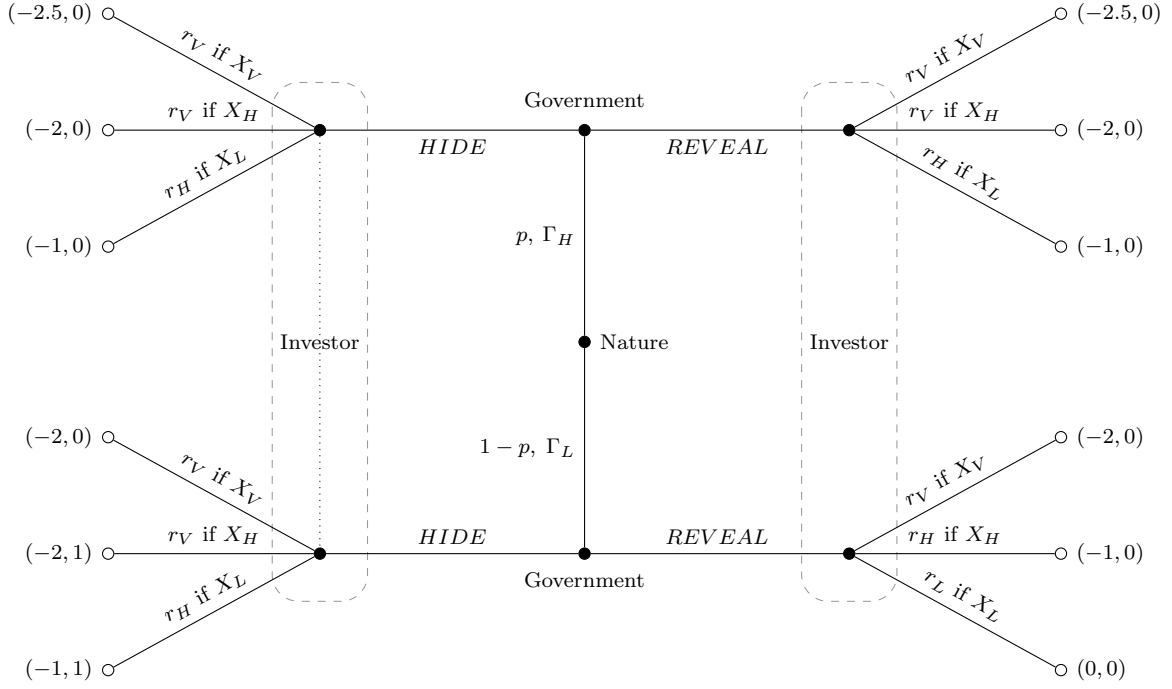 (−2.5, 0)
r_V if X_V
(−2, 0)
r_V if X_H
(−1, 0)
r_H if X_L
Government
HIDE
REVEAL
r_V if X_V
(−2.5, 0)
r_V if X_H
(−2, 0)
r_H if X_L
(−1, 0)
p, Γ_H
Investor
Nature
Investor
1 − p, Γ_L
(−2, 0)
r_V if X_V
(−2, 1)
r_V if X_H
(−1, 1)
r_H if X_L
HIDE
REVEAL
Government
r_V if X_V
(−2, 0)
r_H if X_H
(−1, 0)
r_L if X_L
(0, 0)